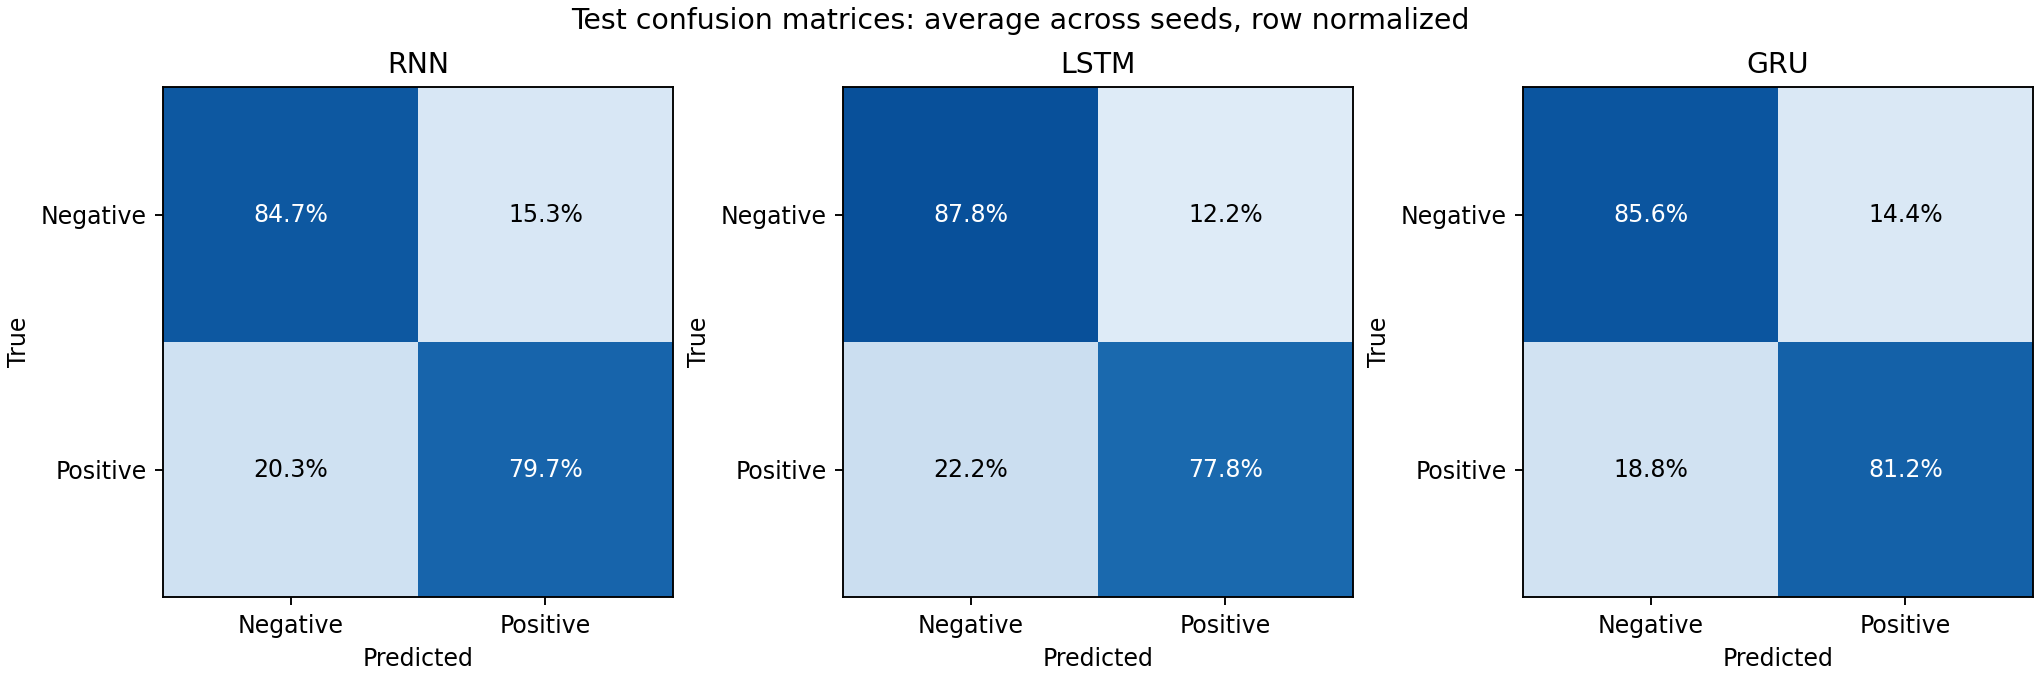 Test confusion matrices: average across seeds, row normalized
RNN
True
Negative
84.7%
15.3%
Positive
20.3%
79.7%
Negative
Positive
Predicted
LSTM
True
Negative
87.8%
12.2%
Positive
22.2%
77.8%
Negative
Positive
Predicted
GRU
True
Negative
85.6%
14.4%
Positive
18.8%
81.2%
Negative
Positive
Predicted